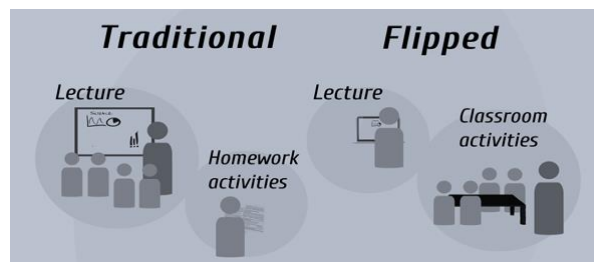 Traditional
Flipped
Lecture
Homework
activities
Lecture
Classroom
activities